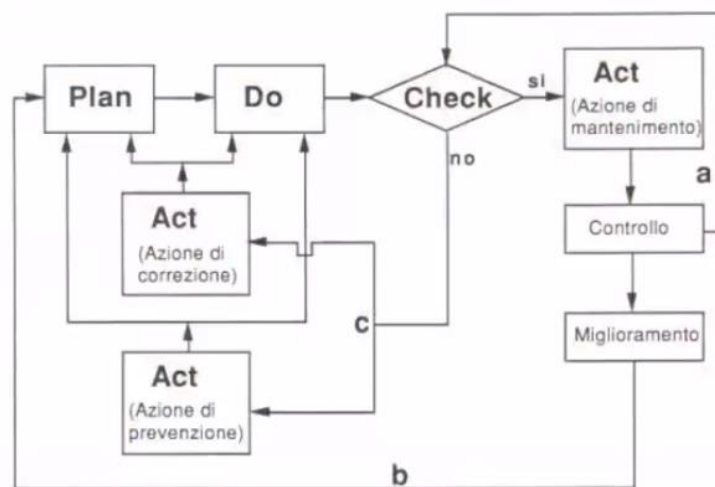 Plan
Do
Check
si
Act
(Azione di
mantenimento)
no
a
Act
(Azione di
correzione)
Controllo
c
Miglioramento
Act
(Azione di
prevenzione)
b